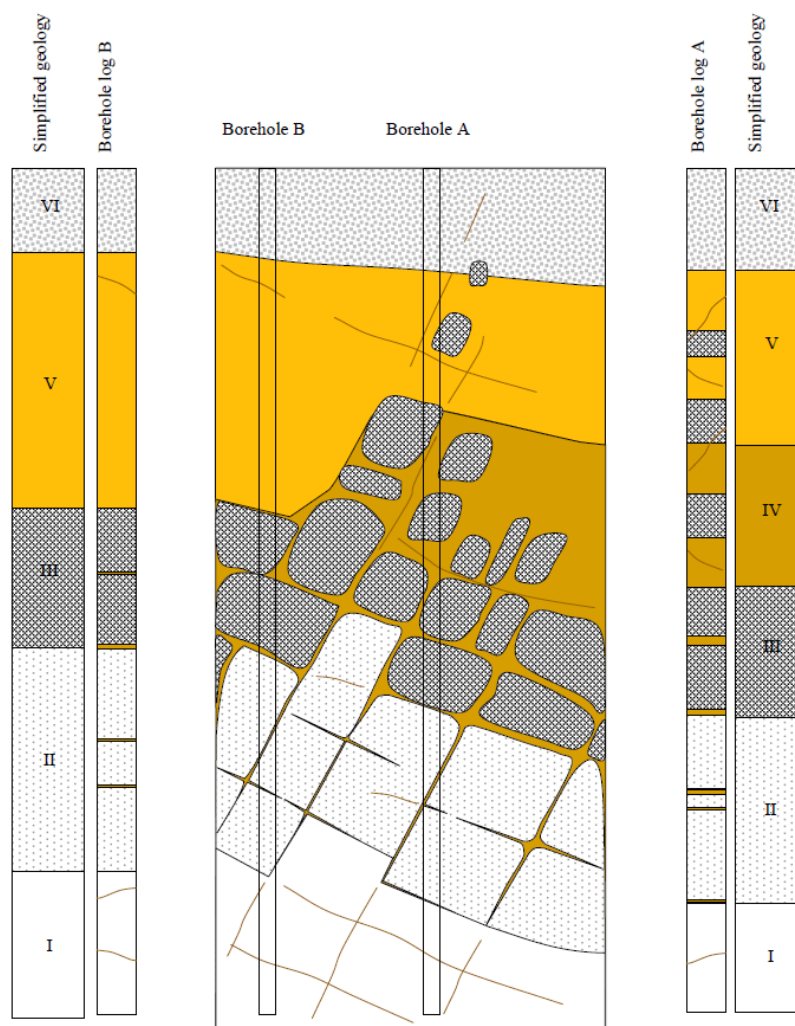 Simplified geology
Borehole log B
Borehole B
Borehole A
Borehole log A
Simplified geology
VI
V
III
II
I
VI
V
IV
III
II
I